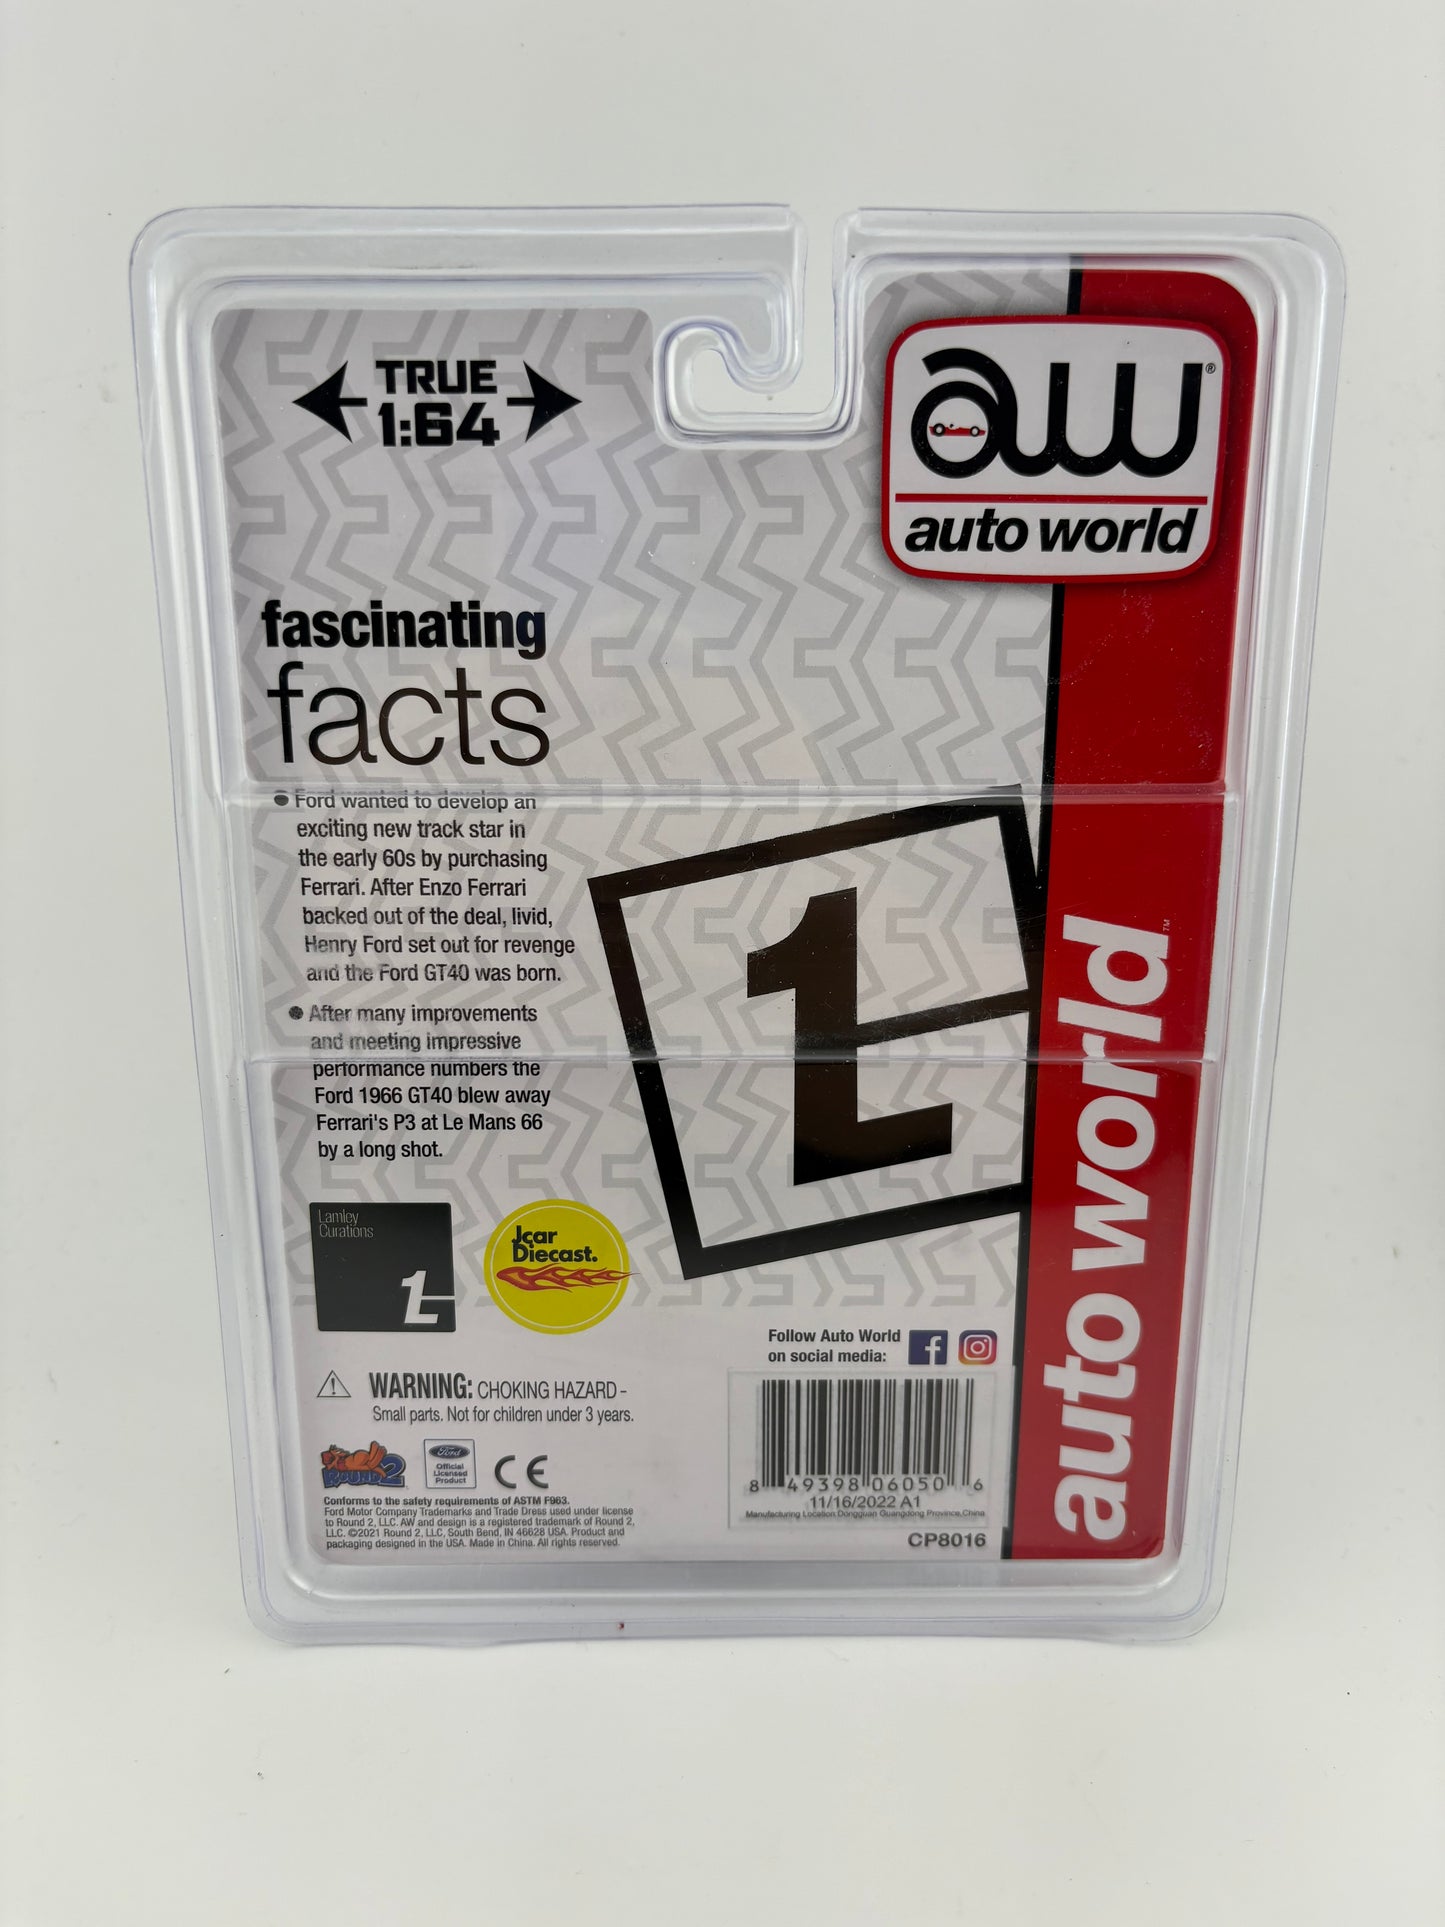 TRUE
1:64
aw®
auto world
fascinating
facts
● Ford wanted to develop an
exciting new track star in
the early 60s by purchasing
Ferrari. After Enzo Ferrari
backed out of the deal, livid,
Henry Ford set out for revenge
and the Ford GT40 was born.
● After many improvements
and meeting impressive
performance numbers the
Ford 1966 GT40 blew away
Ferrari's P3 at Le Mans 66
by a long shot.
1L
auto world™
Lamley
Curations
1L
Jcar
Diecast.
Follow Auto World
on social media:
WARNING: CHOKING HAZARD -
Small parts. Not for children under 3 years.
ROUND 2
Ford
Official
Licensed
Product
CE
Conforms to the safety requirements of ASTM F963.
Ford Motor Company Trademarks and Trade Dress used under license
to Round 2, LLC. AW and design is a registered trademark of Round 2,
LLC. ©2021 Round 2, LLC, South Bend, IN 46628 USA. Product and
packaging designed in the USA. Made in China. All rights reserved.
8 49398 06050 6
11/16/2022 A1
Manufacturing Location:Dongguan Guangdong Province,China
CP8016